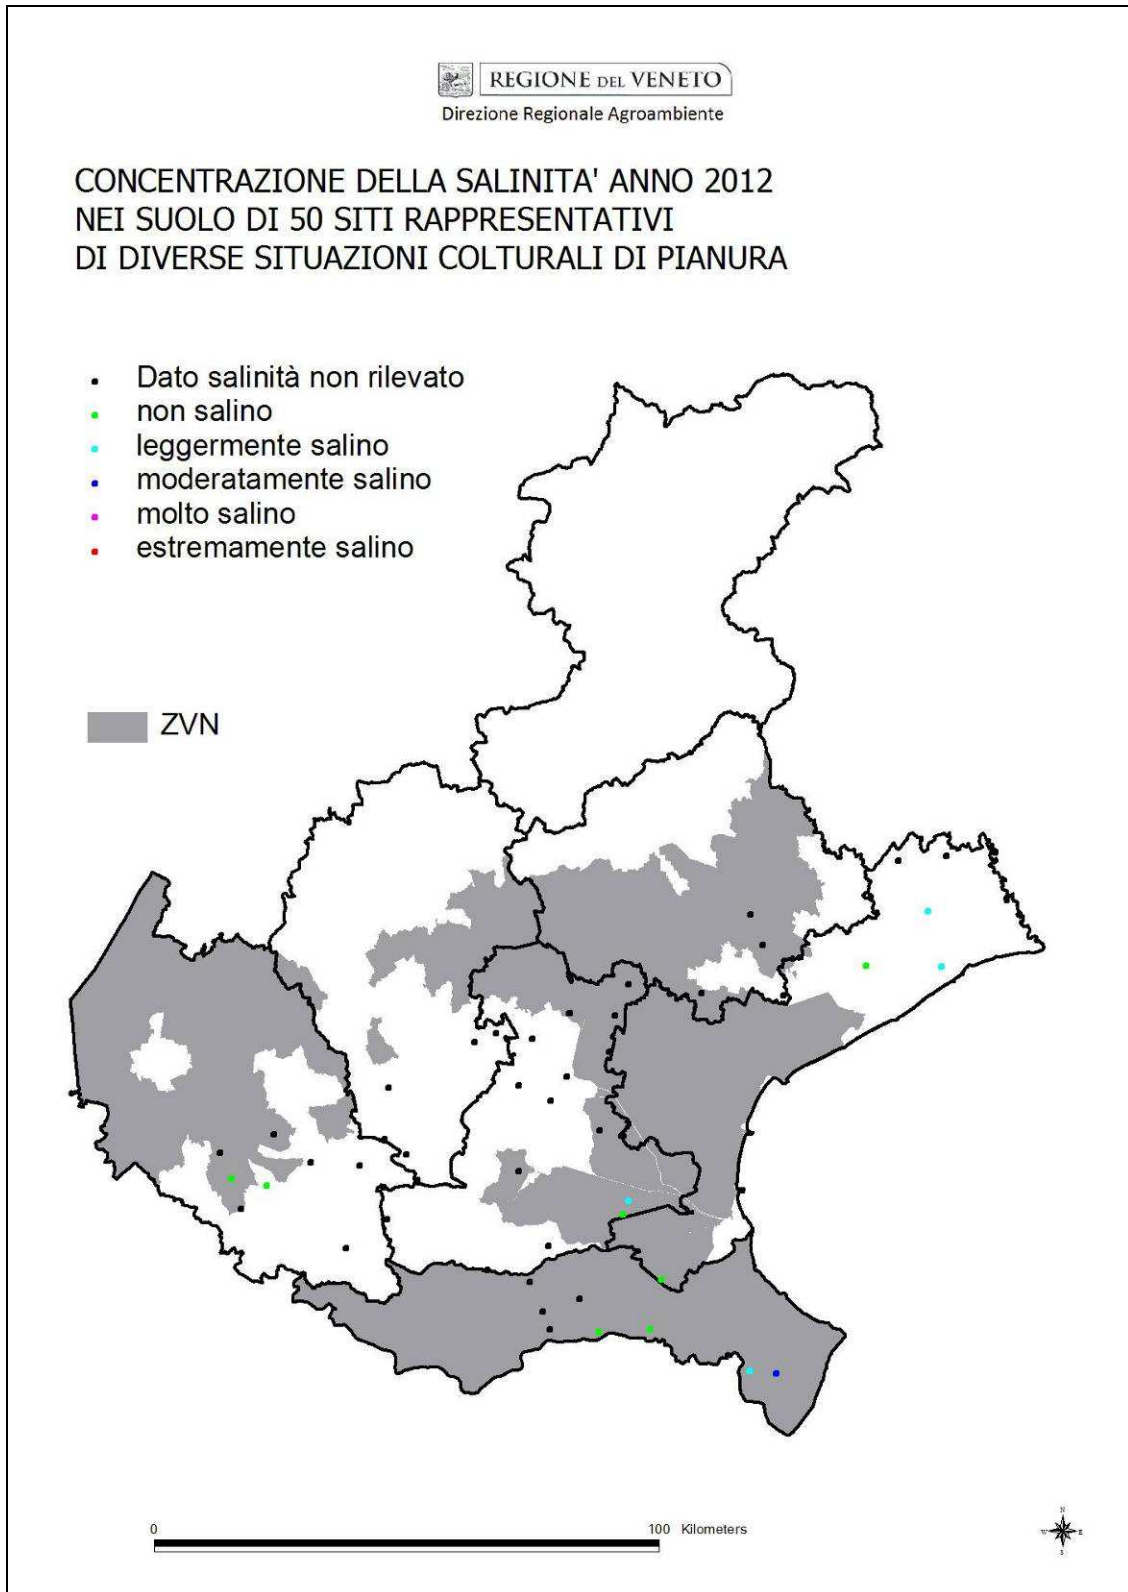 REGIONE DEL VENETO
Direzione Regionale Agroambiente
CONCENTRAZIONE DELLA SALINITA' ANNO 2012
NEI SUOLO DI 50 SITI RAPPRESENTATIVI
DI DIVERSE SITUAZIONI COLTURALI DI PIANURA
Dato salinità non rilevato
non salino
leggermente salino
moderatamente salino
molto salino
estremamente salino
ZVN
0 100 Kilometers
N
W E
S